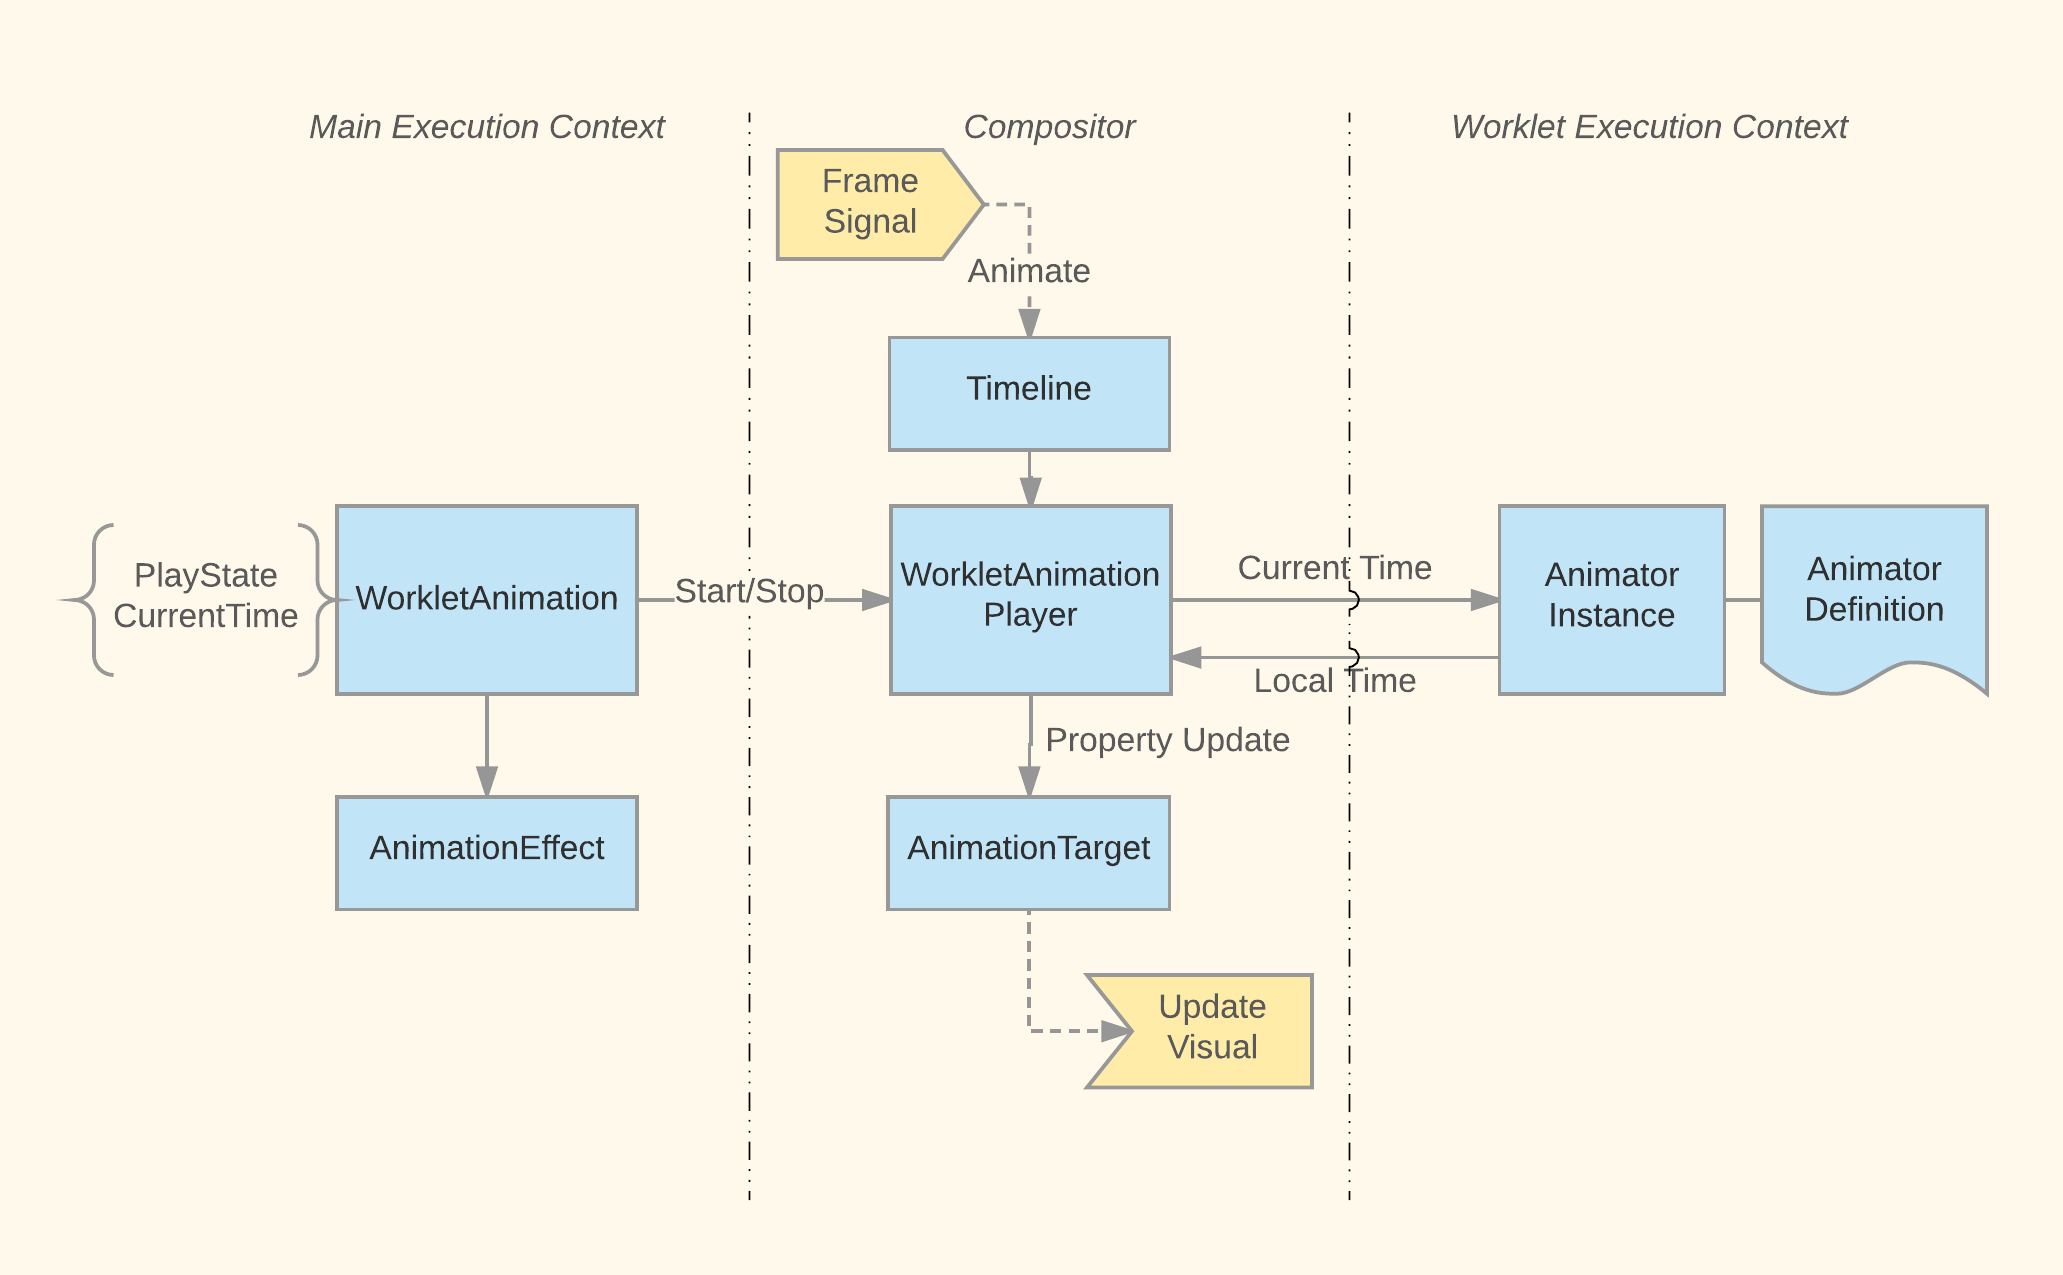 Main Execution Context
Compositor
Worklet Execution Context
Frame
Signal
Animate
Timeline
PlayState
CurrentTime
WorkletAnimation
Start/Stop
WorkletAnimation
Player
Current Time
Local Time
Animator
Instance
Animator
Definition
Property Update
AnimationEffect
AnimationTarget
Update
Visual